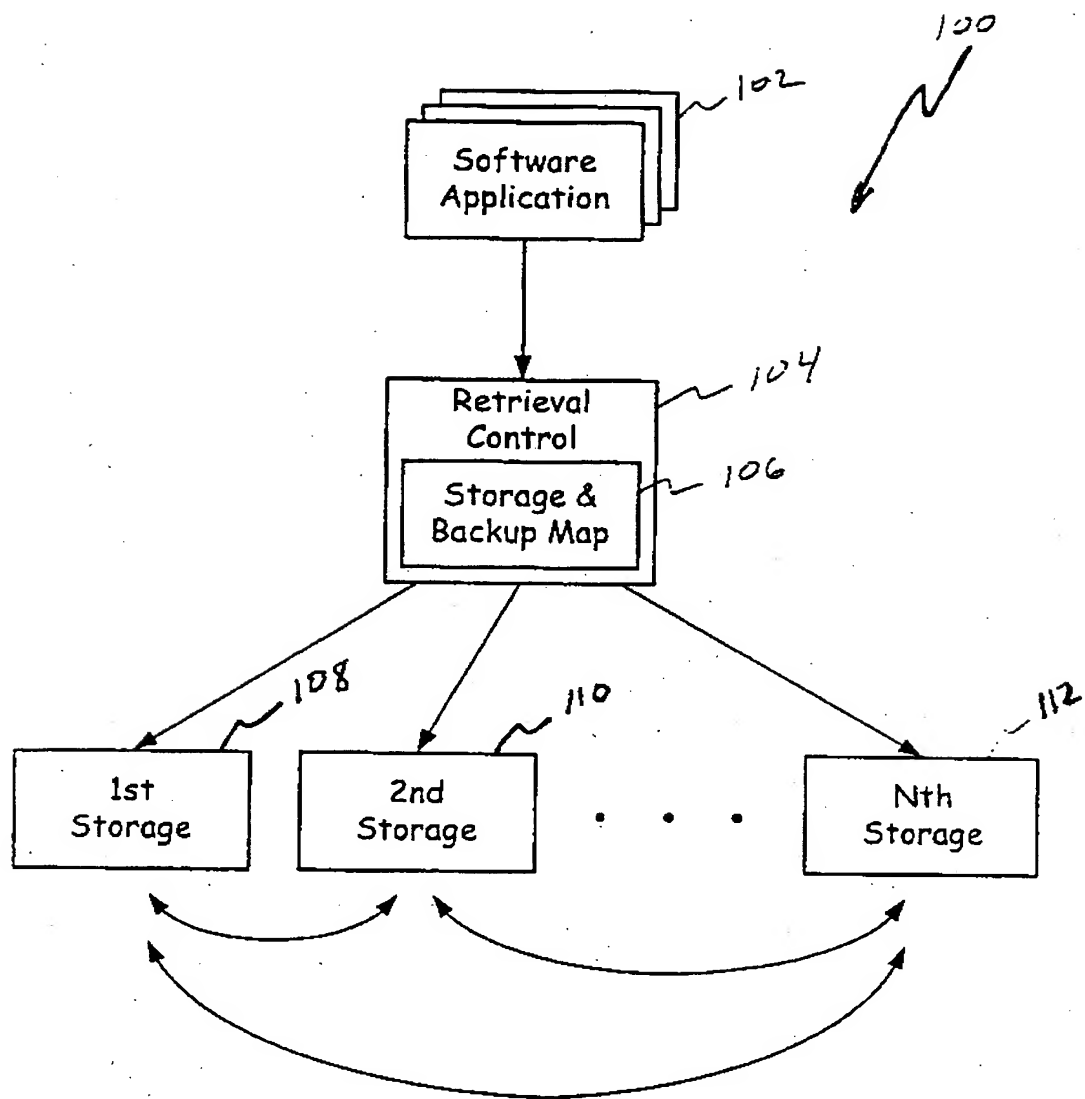 100
102
Software
Application
104
Retrieval
Control
106
Storage &
Backup Map
108
110
112
1st
Storage
2nd
Storage
Nth
Storage